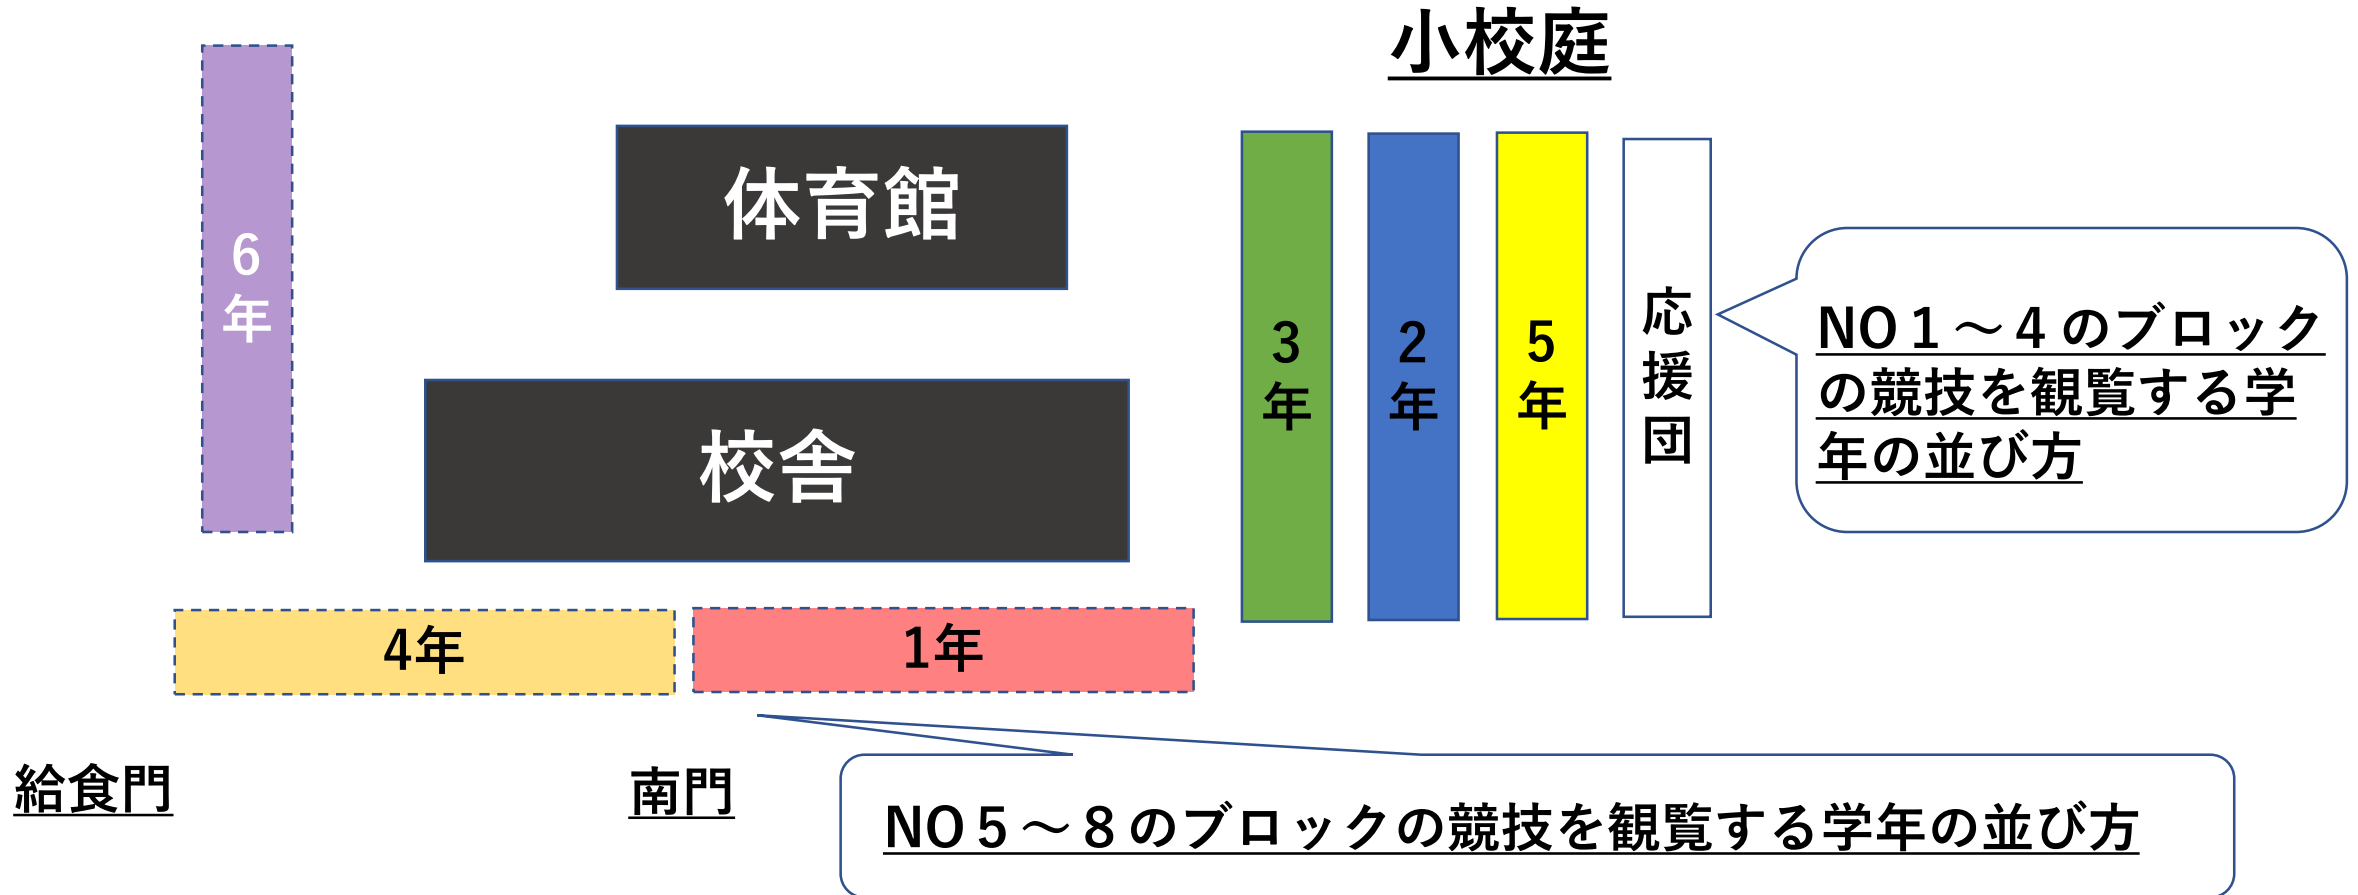 小校庭
体育館
6年
校舎
3年
2年
5年
応援団
NO１～４のブロック
の競技を観覧する学
年の並び方
4年
1年
給食門
南門
NO５～８のブロックの競技を観覧する学年の並び方